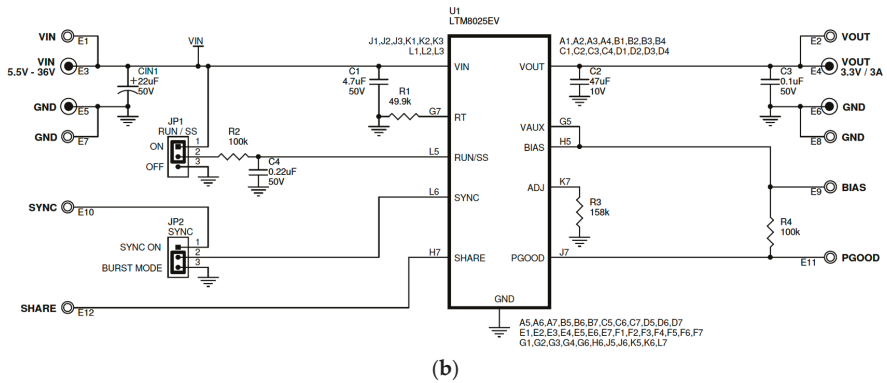 U1
LTM8025EV
VIN
E1
VIN
5.5V - 36V
E3
GND
E5
GND
E7
CIN1
+
22uF
50V
VIN
J1,J2,J3,K1,K2,K3
L1,L2,L3
A1,A2,A3,A4,B1,B2,B3,B4
C1,C2,C3,C4,D1,D2,D3,D4
C1
4.7uF
50V
R1
49.9k
G7
VIN
RT
RUN/SS
SYNC
SHARE
GND
VOUT
VAUX
BIAS
ADJ
PGOOD
JP1
RUN / SS
ON
OFF
1
2
3
R2
100k
C4
0.22uF
50V
L5
L6
H7
SYNC
E10
JP2
SYNC
SYNC ON
BURST MODE
1
2
3
SHARE
E12
C2
47uF
10V
C3
0.1uF
50V
G5
H5
K7
R3
158k
J7
R4
100k
E2
VOUT
E4
VOUT
3.3V / 3A
E6
GND
E8
GND
E9
BIAS
E11
PGOOD
A5,A6,A7,B5,B6,B7,C5,C6,C7,D5,D6,D7
E1,E2,E3,E4,E5,E6,E7,F1,F2,F3,F4,F5,F6,F7
G1,G2,G3,G4,G6,H6,J5,J6,K5,K6,L7
(b)